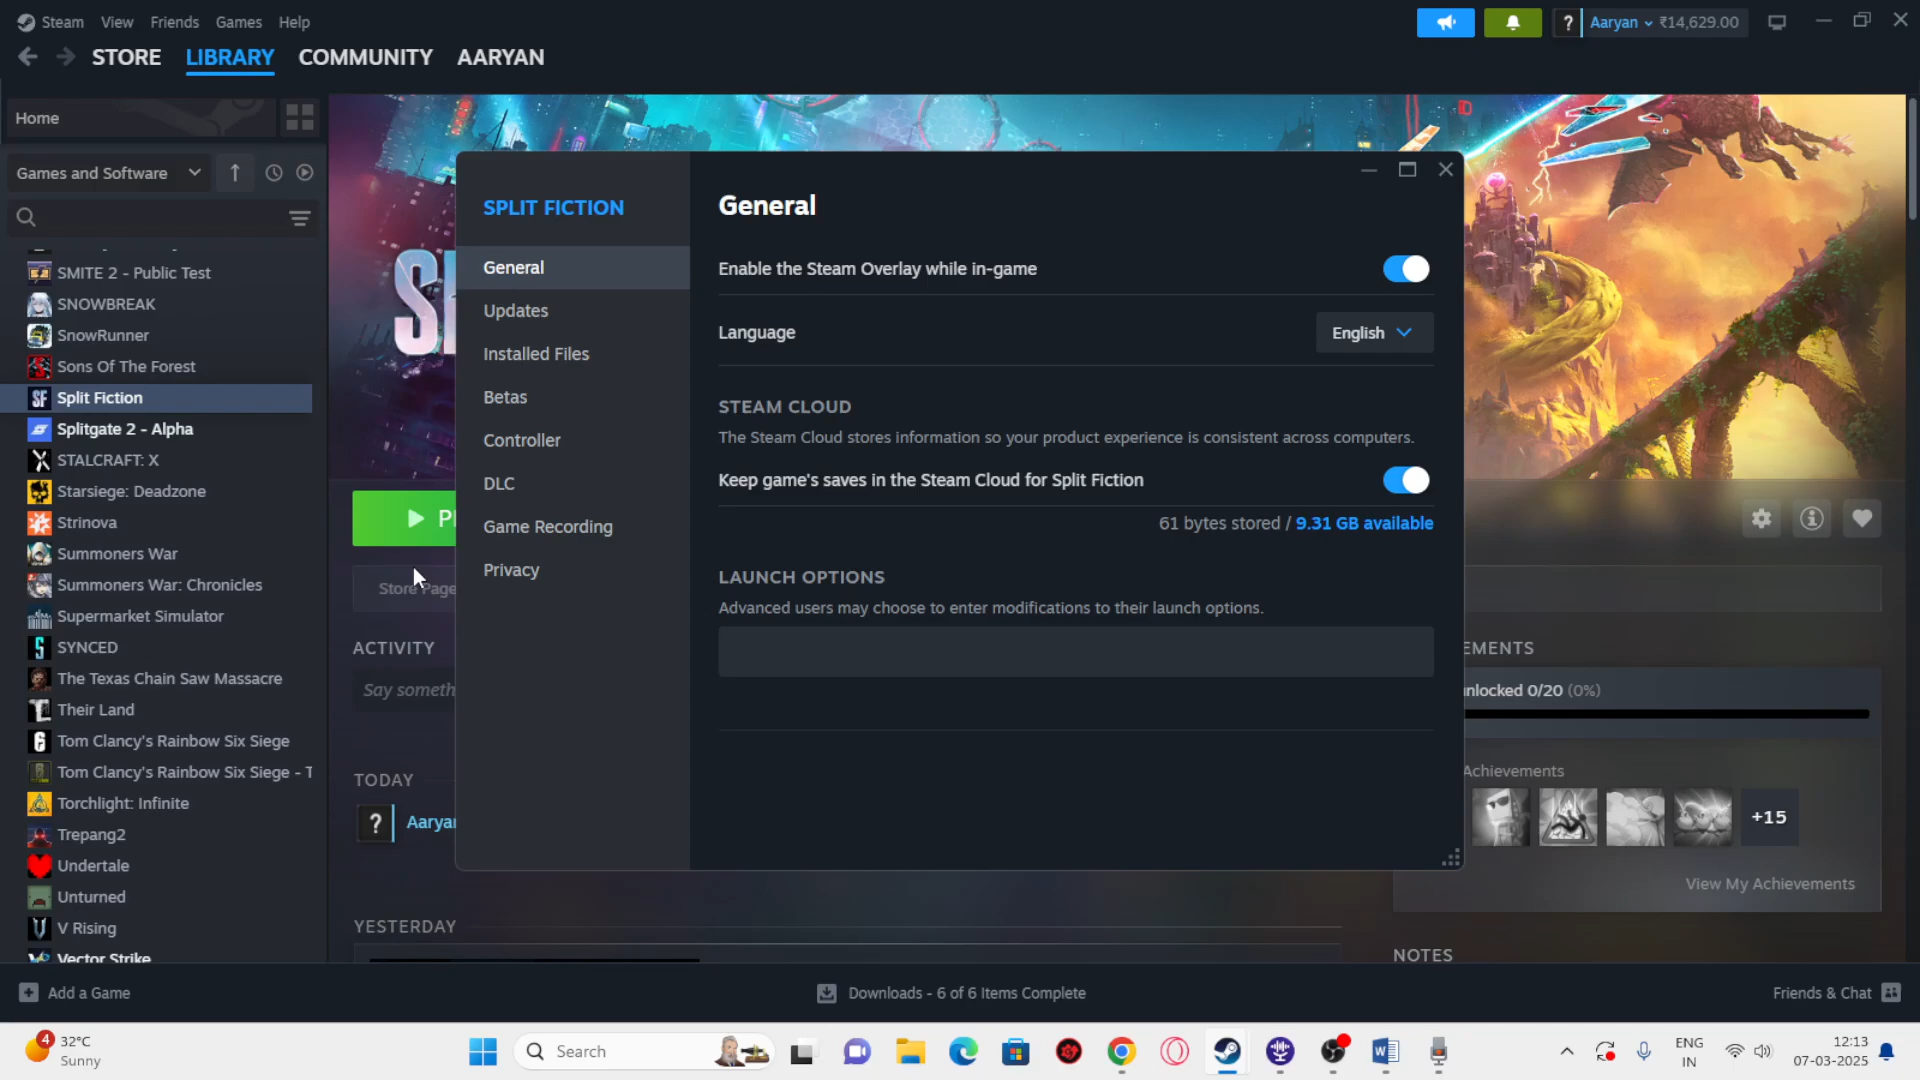 Steam View Friends Games Help
? Aaryan ₹14,629.00
STORE LIBRARY COMMUNITY AARYAN
Home
Games and Software
SMITE 2 - Public Test
SNOWBREAK
SnowRunner
Sons Of The Forest
SF Split Fiction
Splitgate 2 - Alpha
STALCRAFT: X
Starsiege: Deadzone
Strinova
Summoners War
Summoners War: Chronicles
Supermarket Simulator
SYNCED
The Texas Chain Saw Massacre
Their Land
Tom Clancy's Rainbow Six Siege
Tom Clancy's Rainbow Six Siege - T
Torchlight: Infinite
Trepang2
Undertale
Unturned
V Rising
Vector Strike
Add a Game
S
Store Page
ACTIVITY
Say someth
TODAY
? Aaryan
YESTERDAY
SPLIT FICTION
General
Updates
Installed Files
Betas
Controller
DLC
Game Recording
Privacy
General
Enable the Steam Overlay while in-game
Language English
STEAM CLOUD
The Steam Cloud stores information so your product experience is consistent across computers.
Keep game's saves in the Steam Cloud for Split Fiction
61 bytes stored / 9.31 GB available
LAUNCH OPTIONS
Advanced users may choose to enter modifications to their launch options.
EMENTS
nlocked 0/20 (0%)
Achievements
+15
View My Achievements
NOTES
Downloads - 6 of 6 Items Complete
Friends & Chat
4 32°C
Sunny
Search
ENG
IN
12:13
07-03-2025